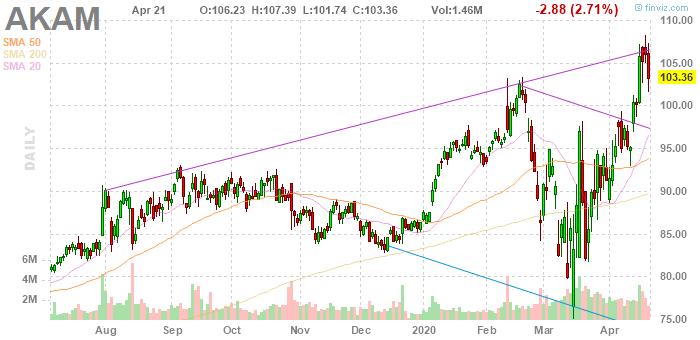 AKAM
Apr 21 O:106.23 H:107.39 L:101.74 C:103.36 Vol:1.46M -2.88 (2.71%)
© finviz.com
SMA 50
SMA 200
SMA 20
DAILY
110.00
105.00
103.36
100.00
95.00
90.00
85.00
80.00
75.00
6M
4M
2M
Aug Sep Oct Nov Dec 2020 Feb Mar Apr